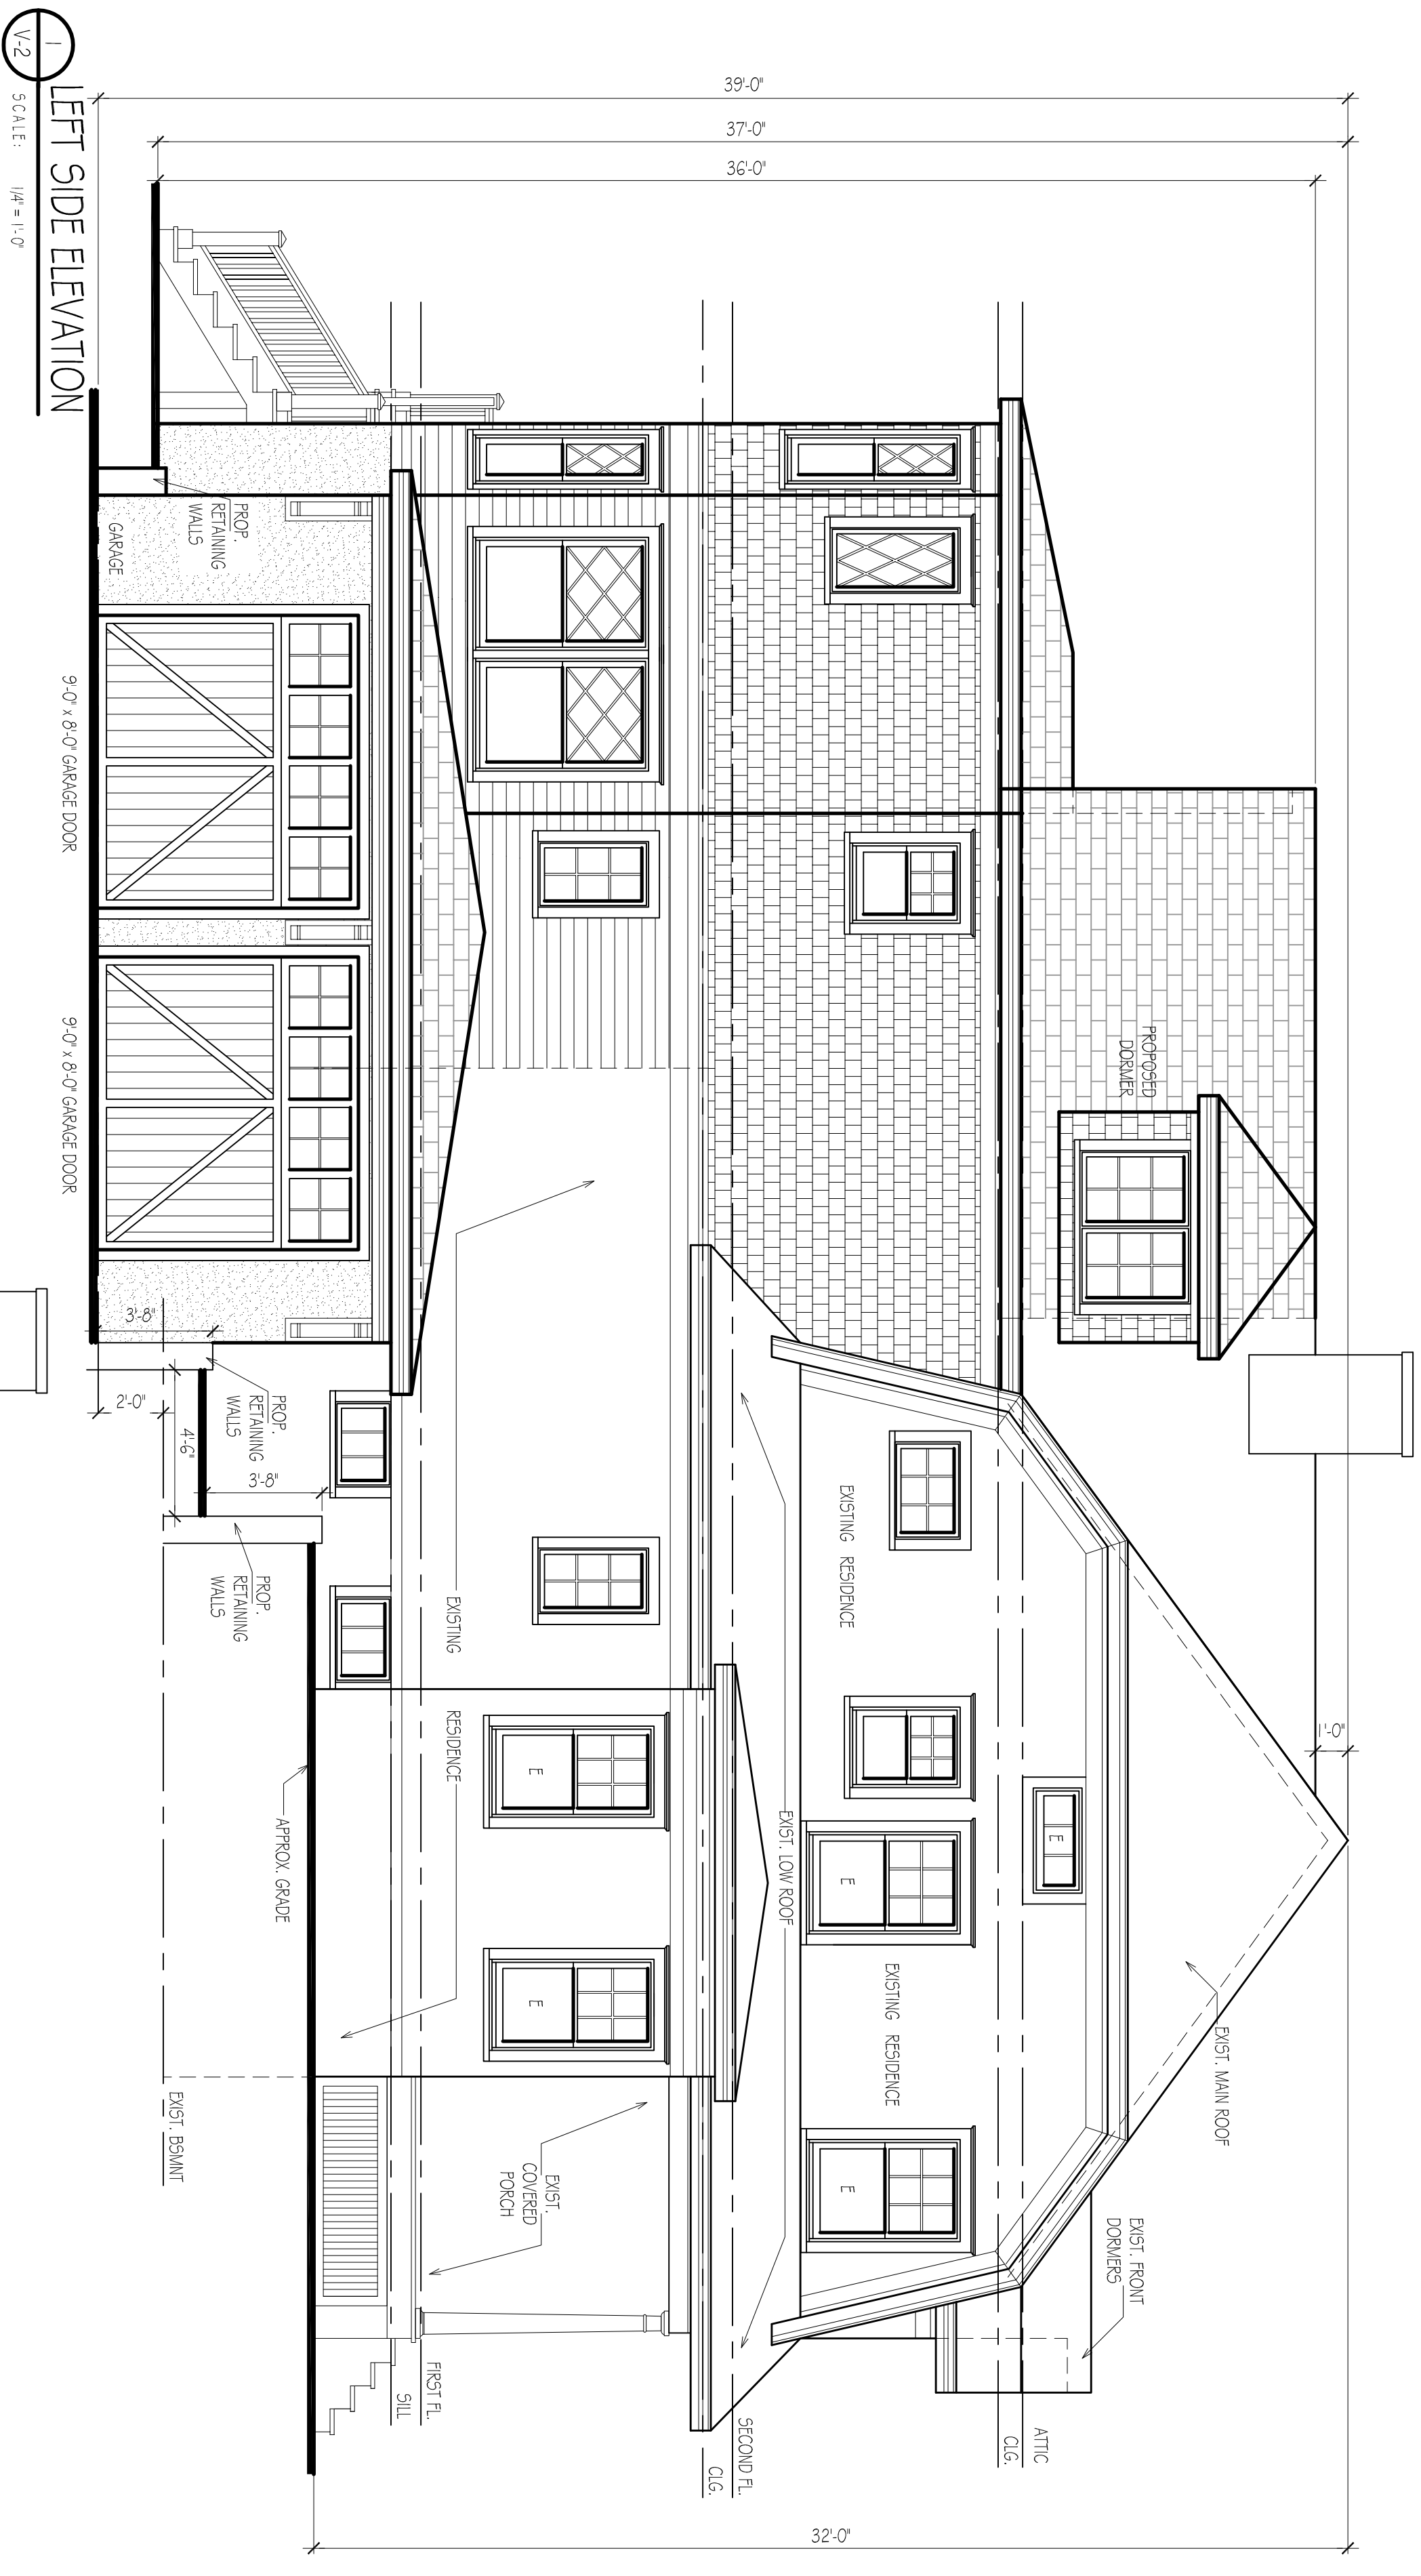 39'-0"
37'-0"
36'-0"
1'-0"
32'-0"
EXIST. MAIN ROOF
EXIST. FRONT
DORMERS
PROPOSED
DORMER
ATTIC
CLG.
EXISTING RESIDENCE
E
E
EXISTING RESIDENCE
E
EXIST. LOW ROOF
SECOND FL.
CLG.
E
E
EXIST.
COVERED
PORCH
EXISTING
RESIDENCE
FIRST FL.
SILL
APPROX. GRADE
PROP.
RETAINING
WALLS
GARAGE
PROP.
RETAINING
WALLS
PROP.
RETAINING
WALLS
3'-8"
2'-0"
4'-6"
3'-8"
EXIST. BSMNT
9'-0" x 8'-0" GARAGE DOOR
9'-0" x 8'-0" GARAGE DOOR
1
V-2
LEFT SIDE ELEVATION
SCALE: 1/4" = 1'-0"